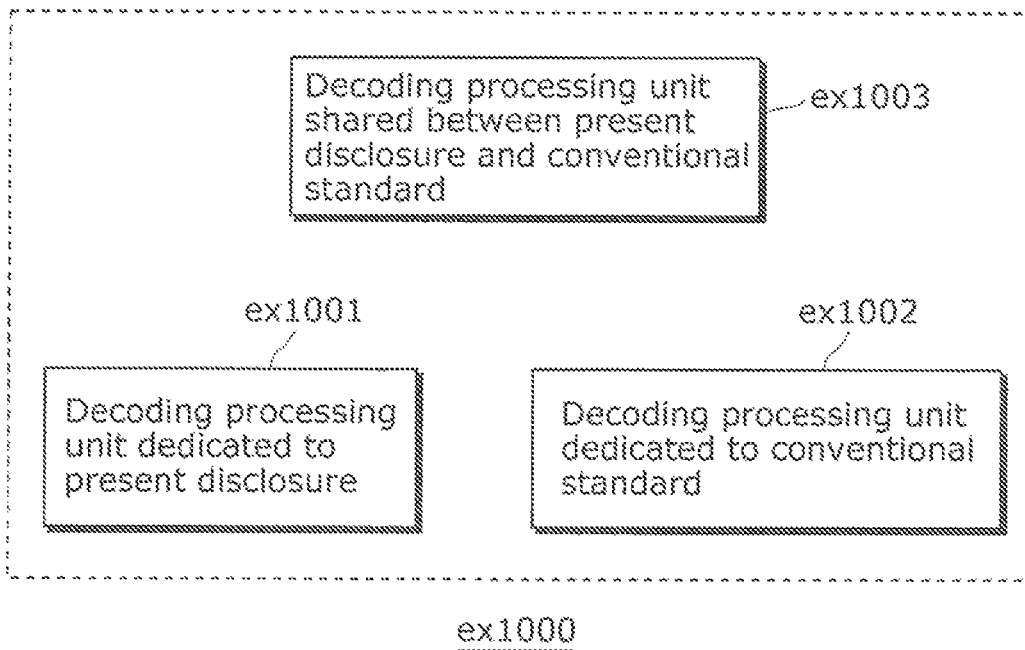 Decoding processing unit
shared between present
disclosure and conventional
standard
ex1003
ex1001
ex1002
Decoding processing
unit dedicated to
present disclosure
Decoding processing unit
dedicated to conventional
standard
ex1000